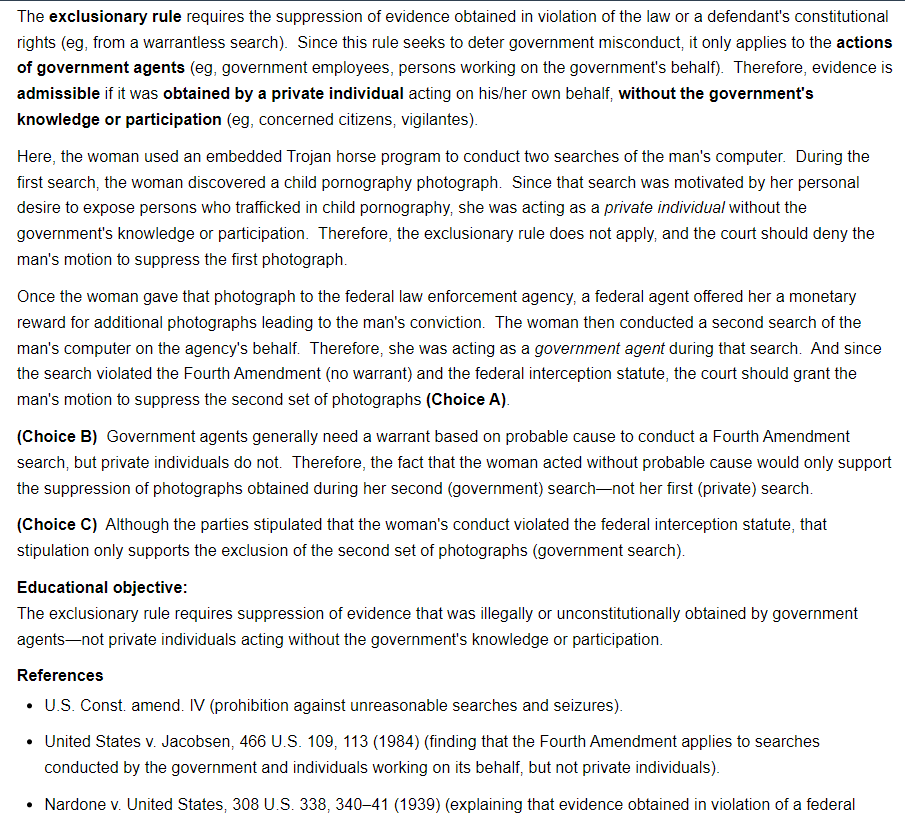 The exclusionary rule requires the suppression of evidence obtained in violation of the law or a defendant's constitutional
rights (eg, from a warrantless search).  Since this rule seeks to deter government misconduct, it only applies to the actions
of government agents (eg, government employees, persons working on the government's behalf).  Therefore, evidence is
admissible if it was obtained by a private individual acting on his/her own behalf, without the government's
knowledge or participation (eg, concerned citizens, vigilantes).
Here, the woman used an embedded Trojan horse program to conduct two searches of the man's computer.  During the
first search, the woman discovered a child pornography photograph.  Since that search was motivated by her personal
desire to expose persons who trafficked in child pornography, she was acting as a private individual without the
government's knowledge or participation.  Therefore, the exclusionary rule does not apply, and the court should deny the
man's motion to suppress the first photograph.
Once the woman gave that photograph to the federal law enforcement agency, a federal agent offered her a monetary
reward for additional photographs leading to the man's conviction.  The woman then conducted a second search of the
man's computer on the agency's behalf.  Therefore, she was acting as a government agent during that search.  And since
the search violated the Fourth Amendment (no warrant) and the federal interception statute, the court should grant the
man's motion to suppress the second set of photographs (Choice A).
(Choice B)  Government agents generally need a warrant based on probable cause to conduct a Fourth Amendment
search, but private individuals do not.  Therefore, the fact that the woman acted without probable cause would only support
the suppression of photographs obtained during her second (government) search—not her first (private) search.
(Choice C)  Although the parties stipulated that the woman's conduct violated the federal interception statute, that
stipulation only supports the exclusion of the second set of photographs (government search).
Educational objective:
The exclusionary rule requires suppression of evidence that was illegally or unconstitutionally obtained by government
agents—not private individuals acting without the government's knowledge or participation.
References
• U.S. Const. amend. IV (prohibition against unreasonable searches and seizures).
• United States v. Jacobsen, 466 U.S. 109, 113 (1984) (finding that the Fourth Amendment applies to searches
conducted by the government and individuals working on its behalf, but not private individuals).
• Nardone v. United States, 308 U.S. 338, 340–41 (1939) (explaining that evidence obtained in violation of a federal